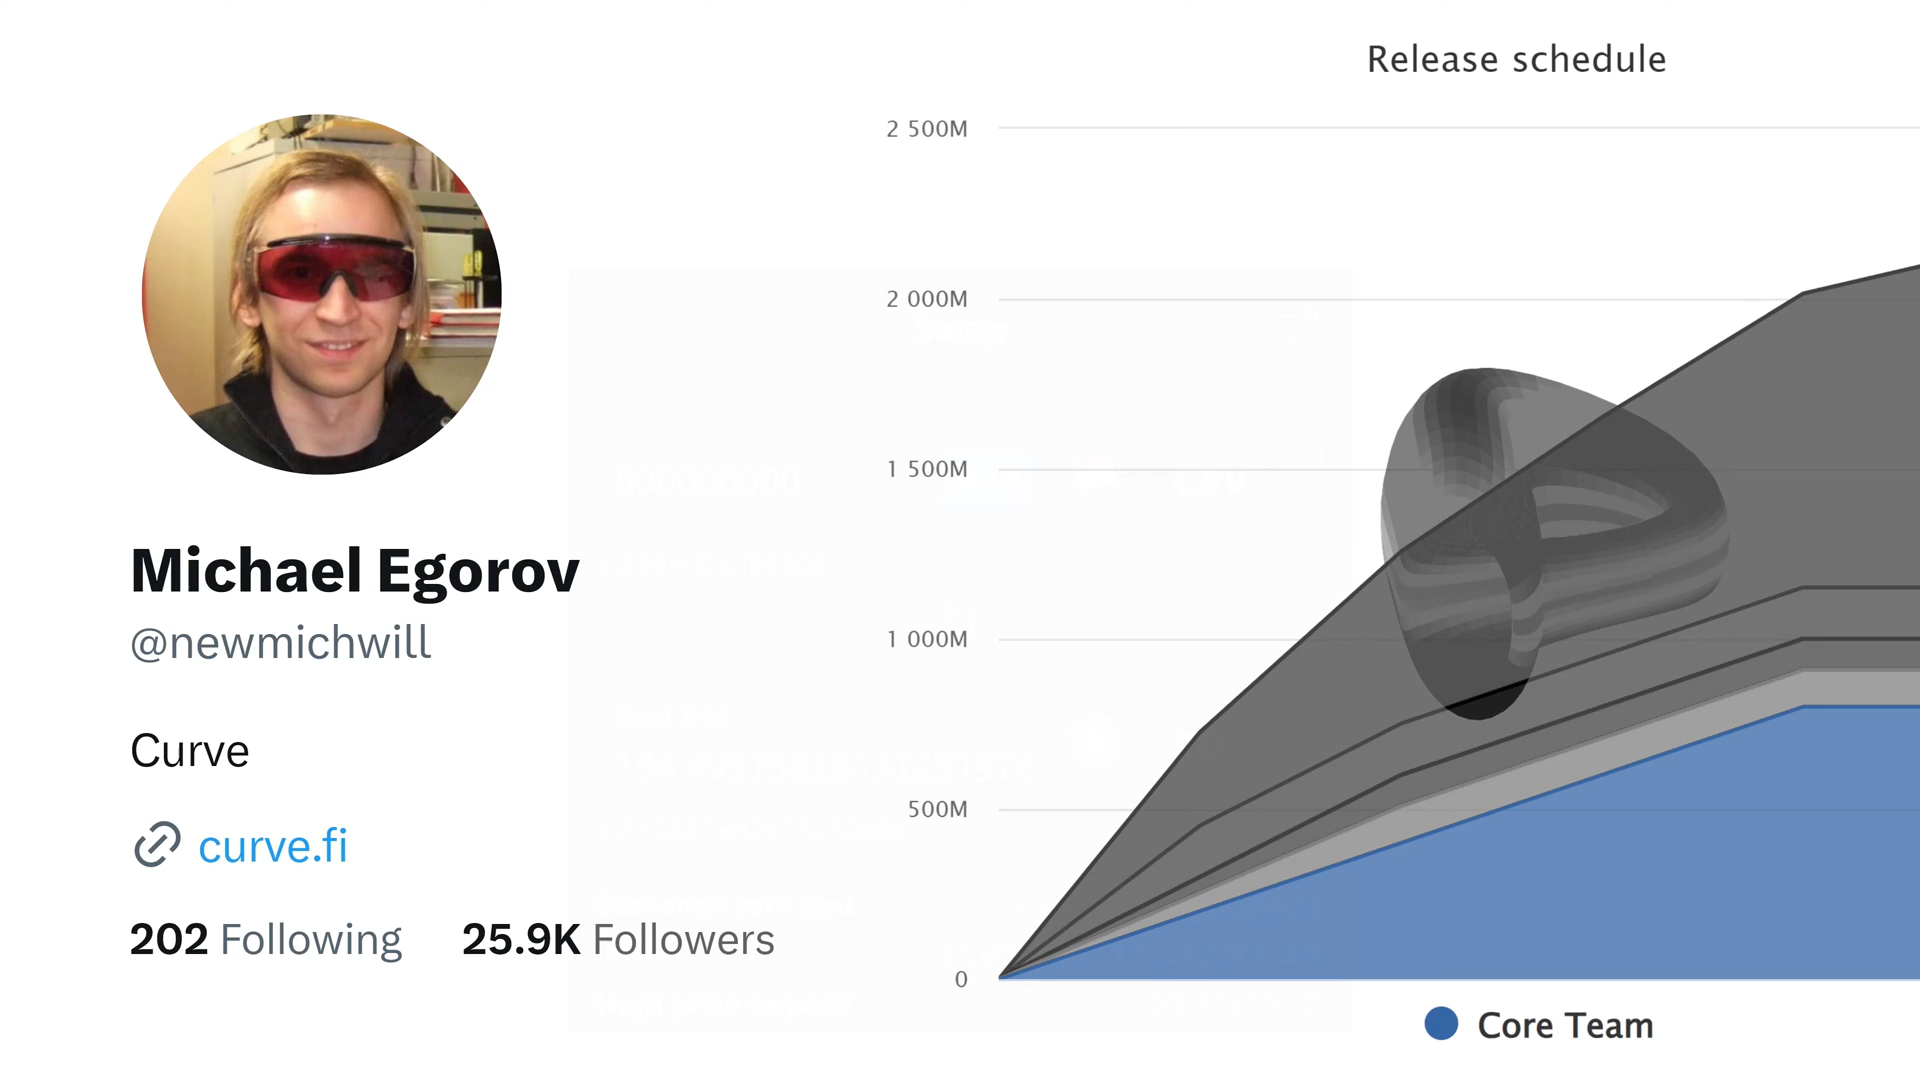 Release schedule
2 500M
2 000M
1 500M
1 000M
500M
0
Core Team
Michael Egorov
@newmichwill
Curve
curve.fi
202 Following 25.9K Followers
Swap